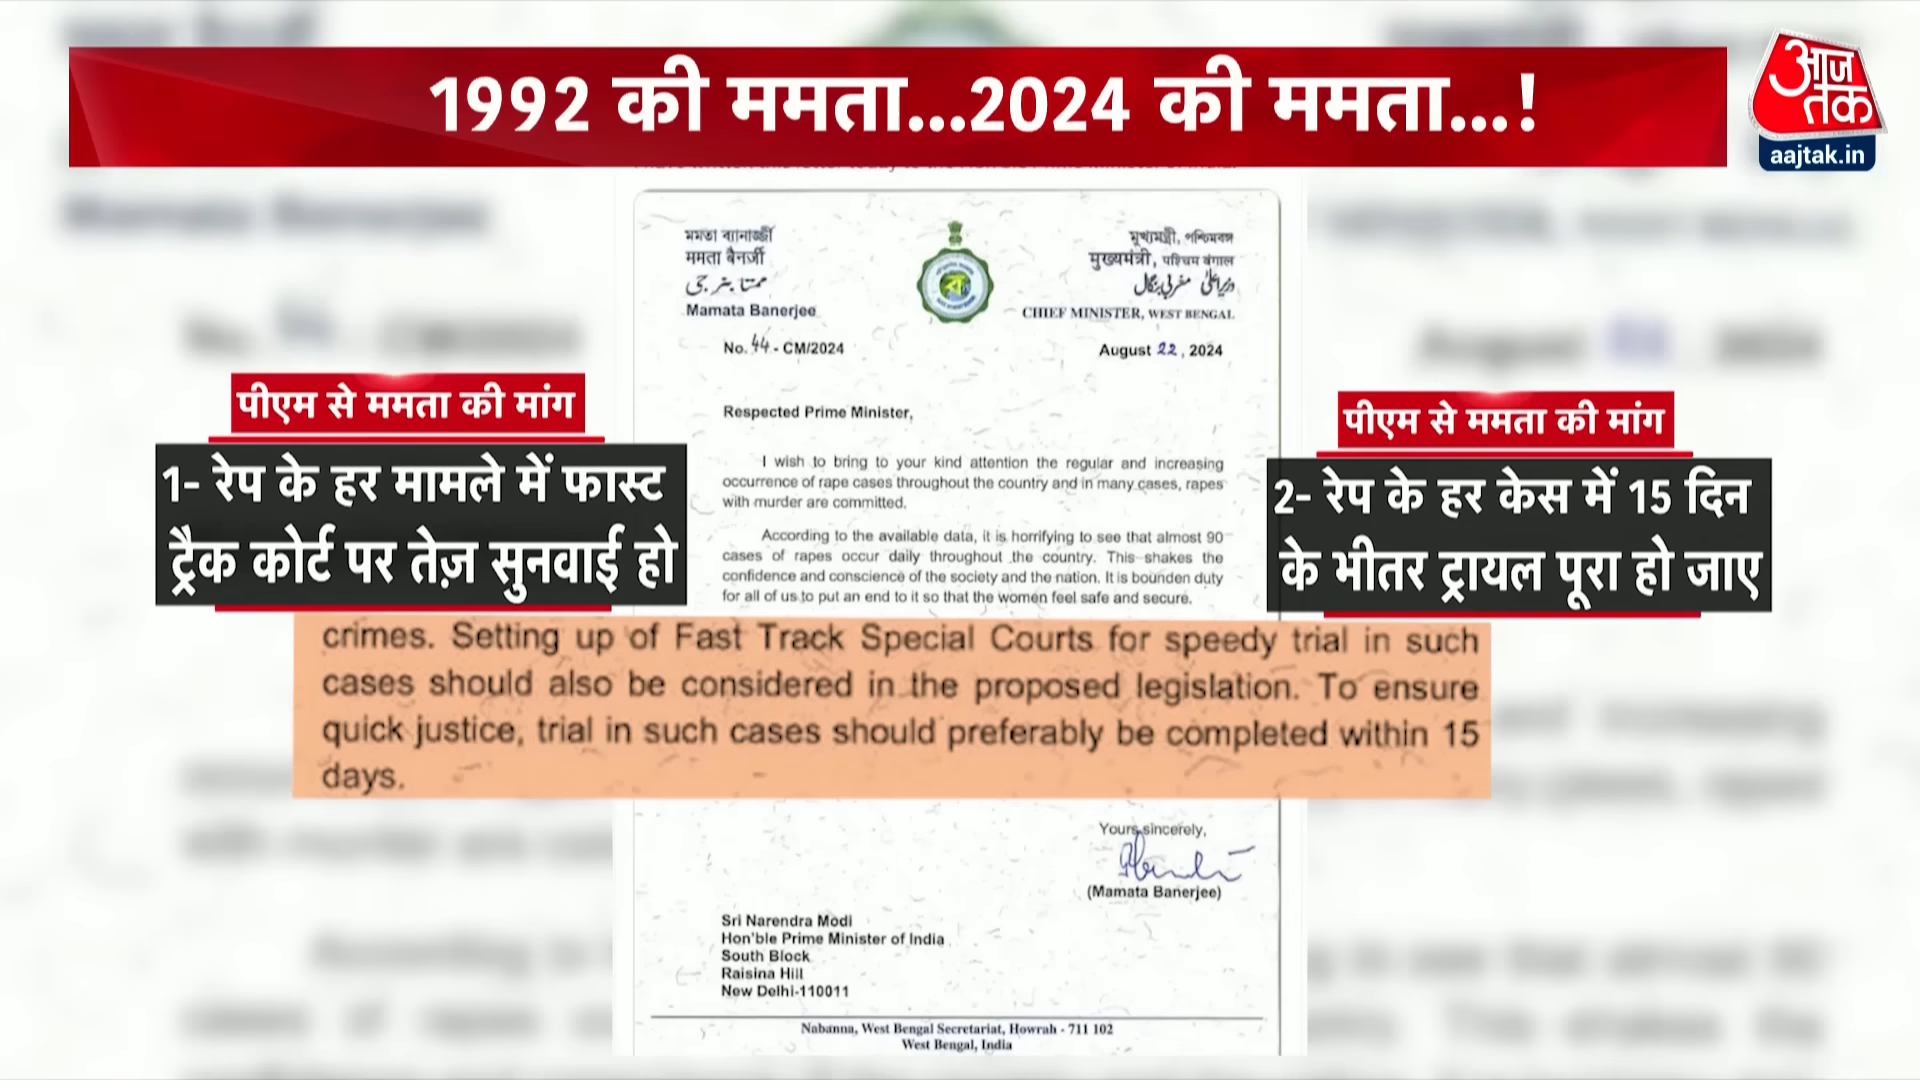 1992 की ममता...2024 की ममता...!
आज
तक
aajtak.in
মমতা ব্যানার্জ্জী
ममता बैनर्जी
ممتا بنرجی
Mamata Banerjee
মুখ্যমন্ত্রী, পশ্চিমবঙ্গ
मुख्यमंत्री, पश्चिम बंगाल
وزیراعلیٰ مغربی بنگال
CHIEF MINISTER, WEST BENGAL
No. 44 - CM/2024
August 22, 2024
पीएम से ममता की मांग
1- रेप के हर मामले में फास्ट
ट्रैक कोर्ट पर तेज़ सुनवाई हो
पीएम से ममता की मांग
2- रेप के हर केस में 15 दिन
के भीतर ट्रायल पूरा हो जाए
Respected Prime Minister,
I wish to bring to your kind attention the regular and increasing
occurrence of rape cases throughout the country and in many cases, rapes
with murder are committed.
According to the available data, it is horrifying to see that almost 90
cases of rapes occur daily throughout the country. This shakes the
confidence and conscience of the society and the nation. It is bounden duty
for all of us to put an end to it so that the women feel safe and secure.
crimes. Setting up of Fast Track Special Courts for speedy trial in such
cases should also be considered in the proposed legislation. To ensure
quick justice, trial in such cases should preferably be completed within 15
days.
Yours sincerely,
(Mamata Banerjee)
Sri Narendra Modi
Hon'ble Prime Minister of India
South Block
Raisina Hill
New Delhi-110011
Nabanna, West Bengal Secretariat, Howrah - 711 102
West Bengal, India